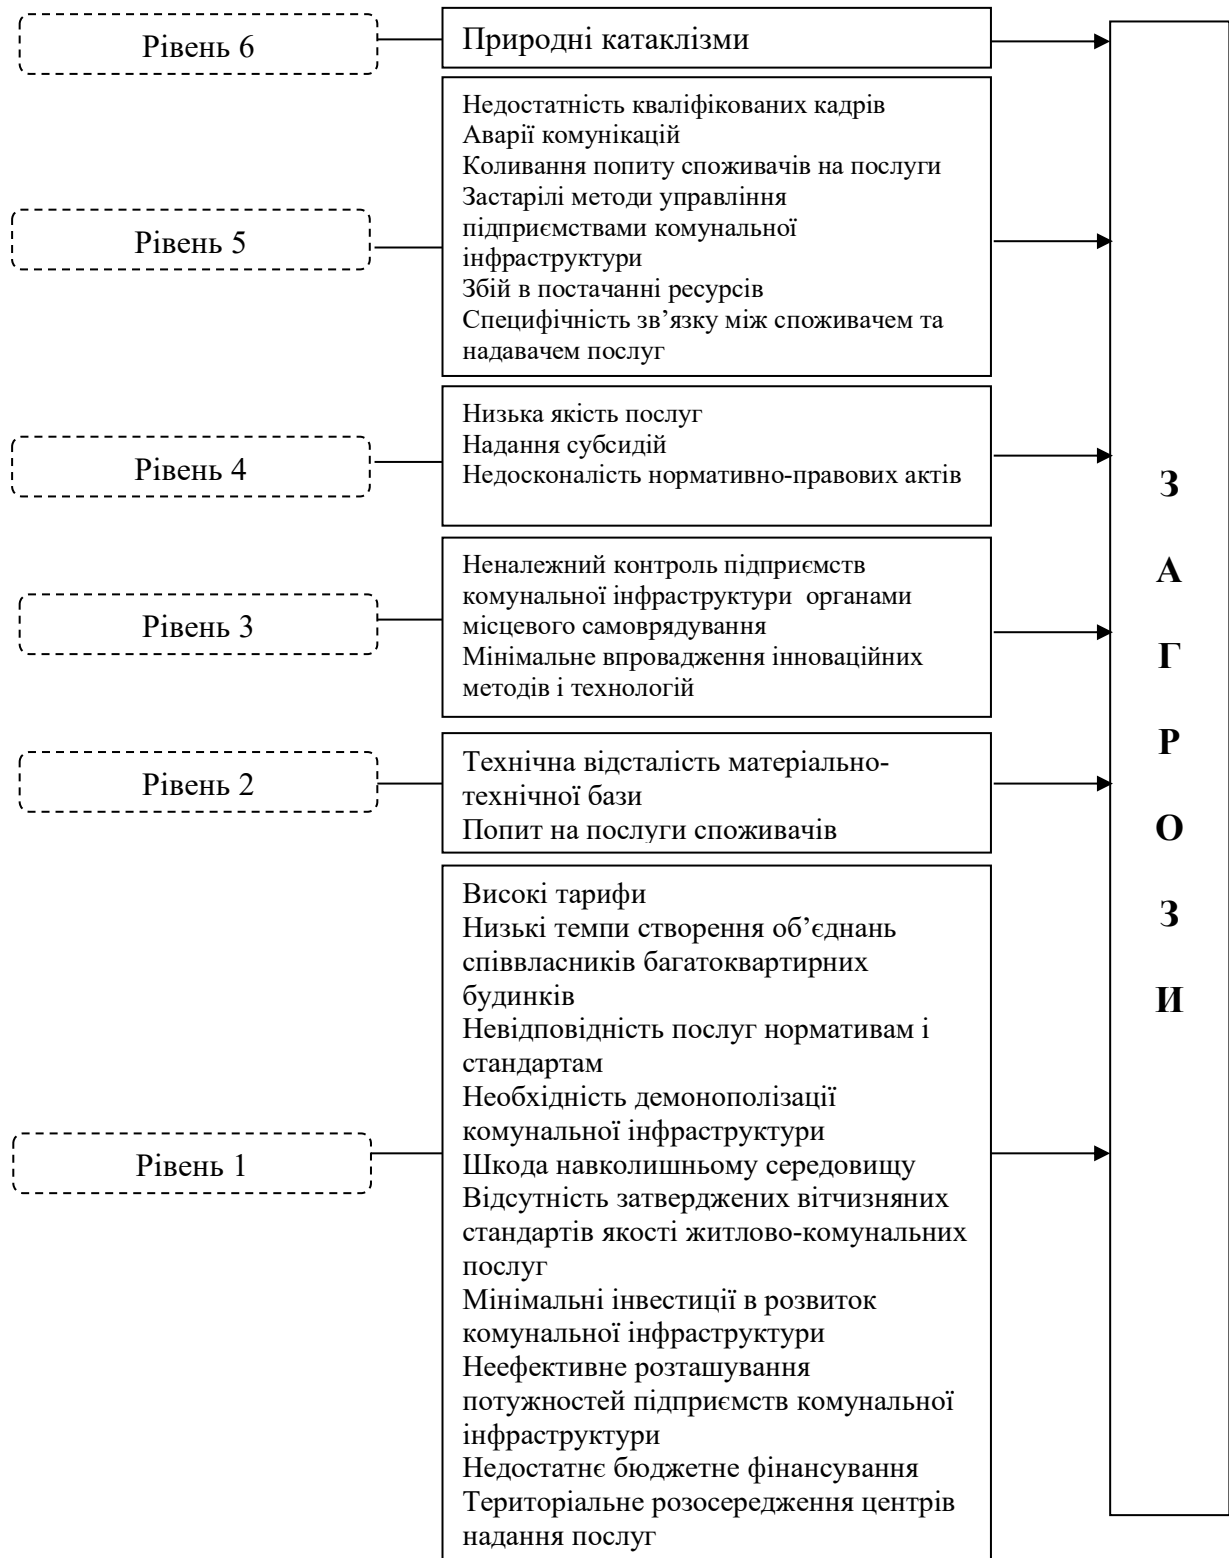 Рівень 6
Природні катаклізми
Рівень 5
Недостатність кваліфікованих кадрів
Аварії комунікацій
Коливання попиту споживачів на послуги
Застарілі методи управління
підприємствами комунальної
інфраструктури
Збій в постачанні ресурсів
Специфічність зв’язку між споживачем та
надавачем послуг
Рівень 4
Низька якість послуг
Надання субсидій
Недосконалість нормативно-правових актів
Рівень 3
Неналежний контроль підприємств
комунальної інфраструктури органами
місцевого самоврядування
Мінімальне впровадження інноваційних
методів і технологій
Рівень 2
Технічна відсталість матеріально-
технічної бази
Попит на послуги споживачів
Рівень 1
Високі тарифи
Низькі темпи створення об’єднань
співвласників багатоквартирних
будинків
Невідповідність послуг нормативам і
стандартам
Необхідність демонополізації
комунальної інфраструктури
Шкода навколишньому середовищу
Відсутність затверджених вітчизняних
стандартів якості житлово-комунальних
послуг
Мінімальні інвестиції в розвиток
комунальної інфраструктури
Неефективне розташування
потужностей підприємств комунальної
інфраструктури
Недостатнє бюджетне фінансування
Територіальне розосередження центрів
надання послуг
З
А
Г
Р
О
З
И